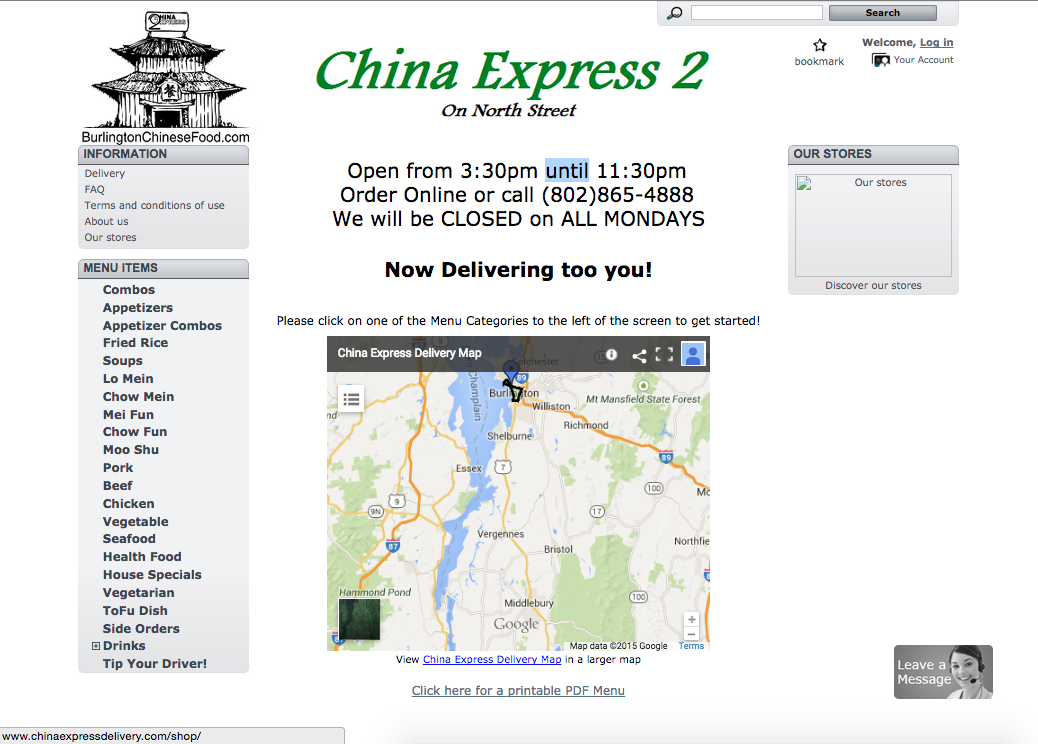 Search
CHINA EXPRESS
2
BurlingtonChineseFood.com
China Express 2
On North Street
bookmark
Welcome, Log in
Your Account
INFORMATION
Delivery
FAQ
Terms and conditions of use
About us
Our stores
MENU ITEMS
Combos
Appetizers
Appetizer Combos
Fried Rice
Soups
Lo Mein
Chow Mein
Mei Fun
Chow Fun
Moo Shu
Pork
Beef
Chicken
Vegetable
Seafood
Health Food
House Specials
Vegetarian
ToFu Dish
Side Orders
Drinks
Tip Your Driver!
Open from 3:30pm until 11:30pm
Order Online or call (802)865-4888
We will be CLOSED on ALL MONDAYS
Now Delivering too you!
Please click on one of the Menu Categories to the left of the screen to get started!
China Express Delivery Map
Colchester
89
Burlington
Williston
Mt Mansfield State Forest
Champlain
Richmond
Shelburne
89
Essex
7
100
9
9N
17
87
Vergennes
Bristol
Northfie
Hammond Pond
100
Middlebury
Google
+
−
Map data ©2015 Google
Terms
View China Express Delivery Map in a larger map
Click here for a printable PDF Menu
OUR STORES
Our stores
Discover our stores
Leave a
Message
www.chinaexpressdelivery.com/shop/